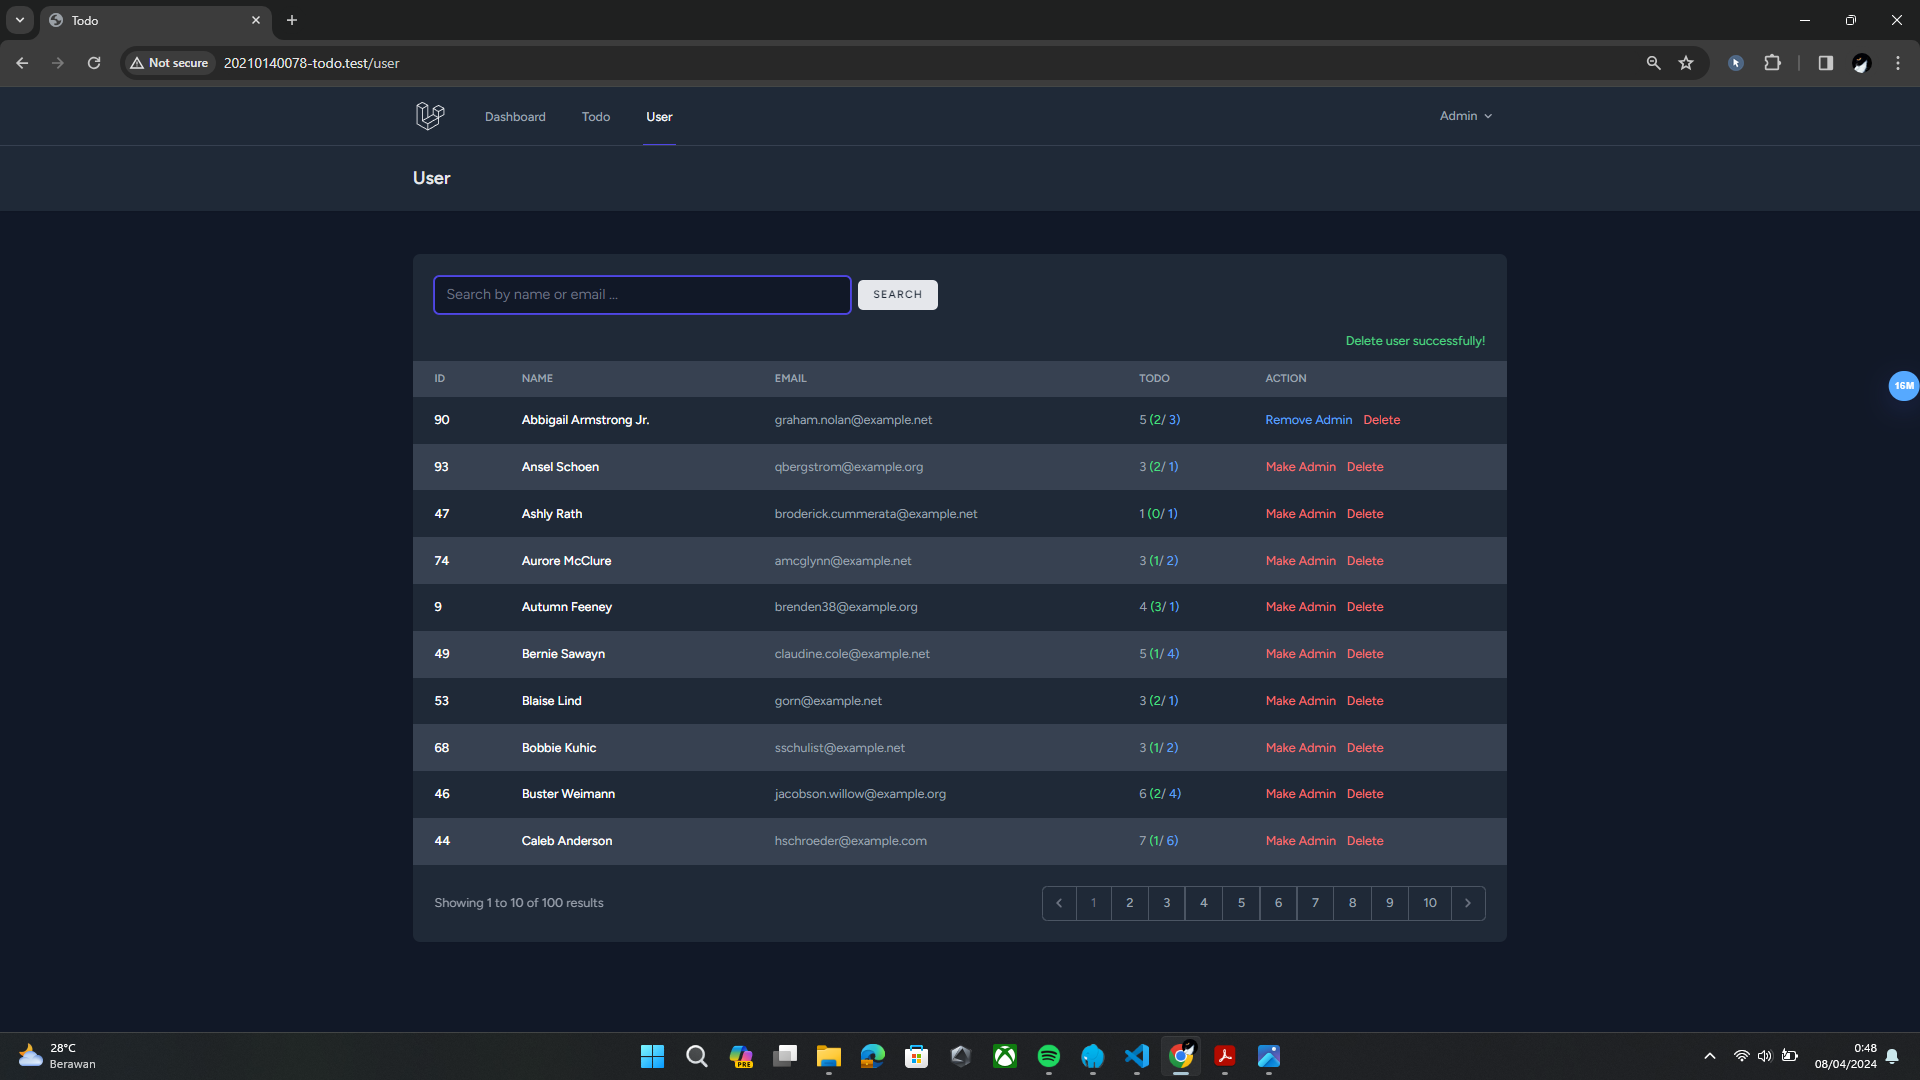 Todo
Not secure 20210140078-todo.test/user
Dashboard Todo User Admin
User
Search by name or email ... SEARCH
Delete user successfully!
ID NAME EMAIL TODO ACTION
90 Abbigail Armstrong Jr. graham.nolan@example.net 5 (2/ 3) Remove Admin Delete
93 Ansel Schoen qbergstrom@example.org 3 (2/ 1) Make Admin Delete
47 Ashly Rath broderick.cummerata@example.net 1 (0/ 1) Make Admin Delete
74 Aurore McClure amcglynn@example.net 3 (1/ 2) Make Admin Delete
9 Autumn Feeney brenden38@example.org 4 (3/ 1) Make Admin Delete
49 Bernie Sawayn claudine.cole@example.net 5 (1/ 4) Make Admin Delete
53 Blaise Lind gorn@example.net 3 (2/ 1) Make Admin Delete
68 Bobbie Kuhic sschulist@example.net 3 (1/ 2) Make Admin Delete
46 Buster Weimann jacobson.willow@example.org 6 (2/ 4) Make Admin Delete
44 Caleb Anderson hschroeder@example.com 7 (1/ 6) Make Admin Delete
Showing 1 to 10 of 100 results 1 2 3 4 5 6 7 8 9 10
16M
28°C
Berawan
PRE
0:48
08/04/2024